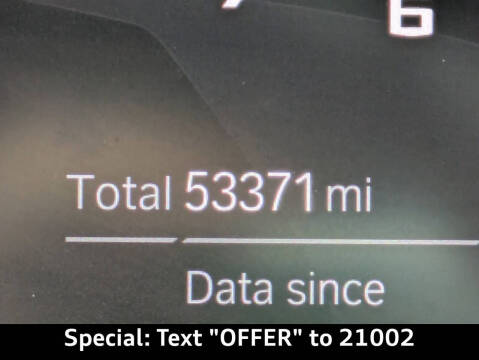 6
Total 53371 mi
Data since
Special: Text "OFFER" to 21002